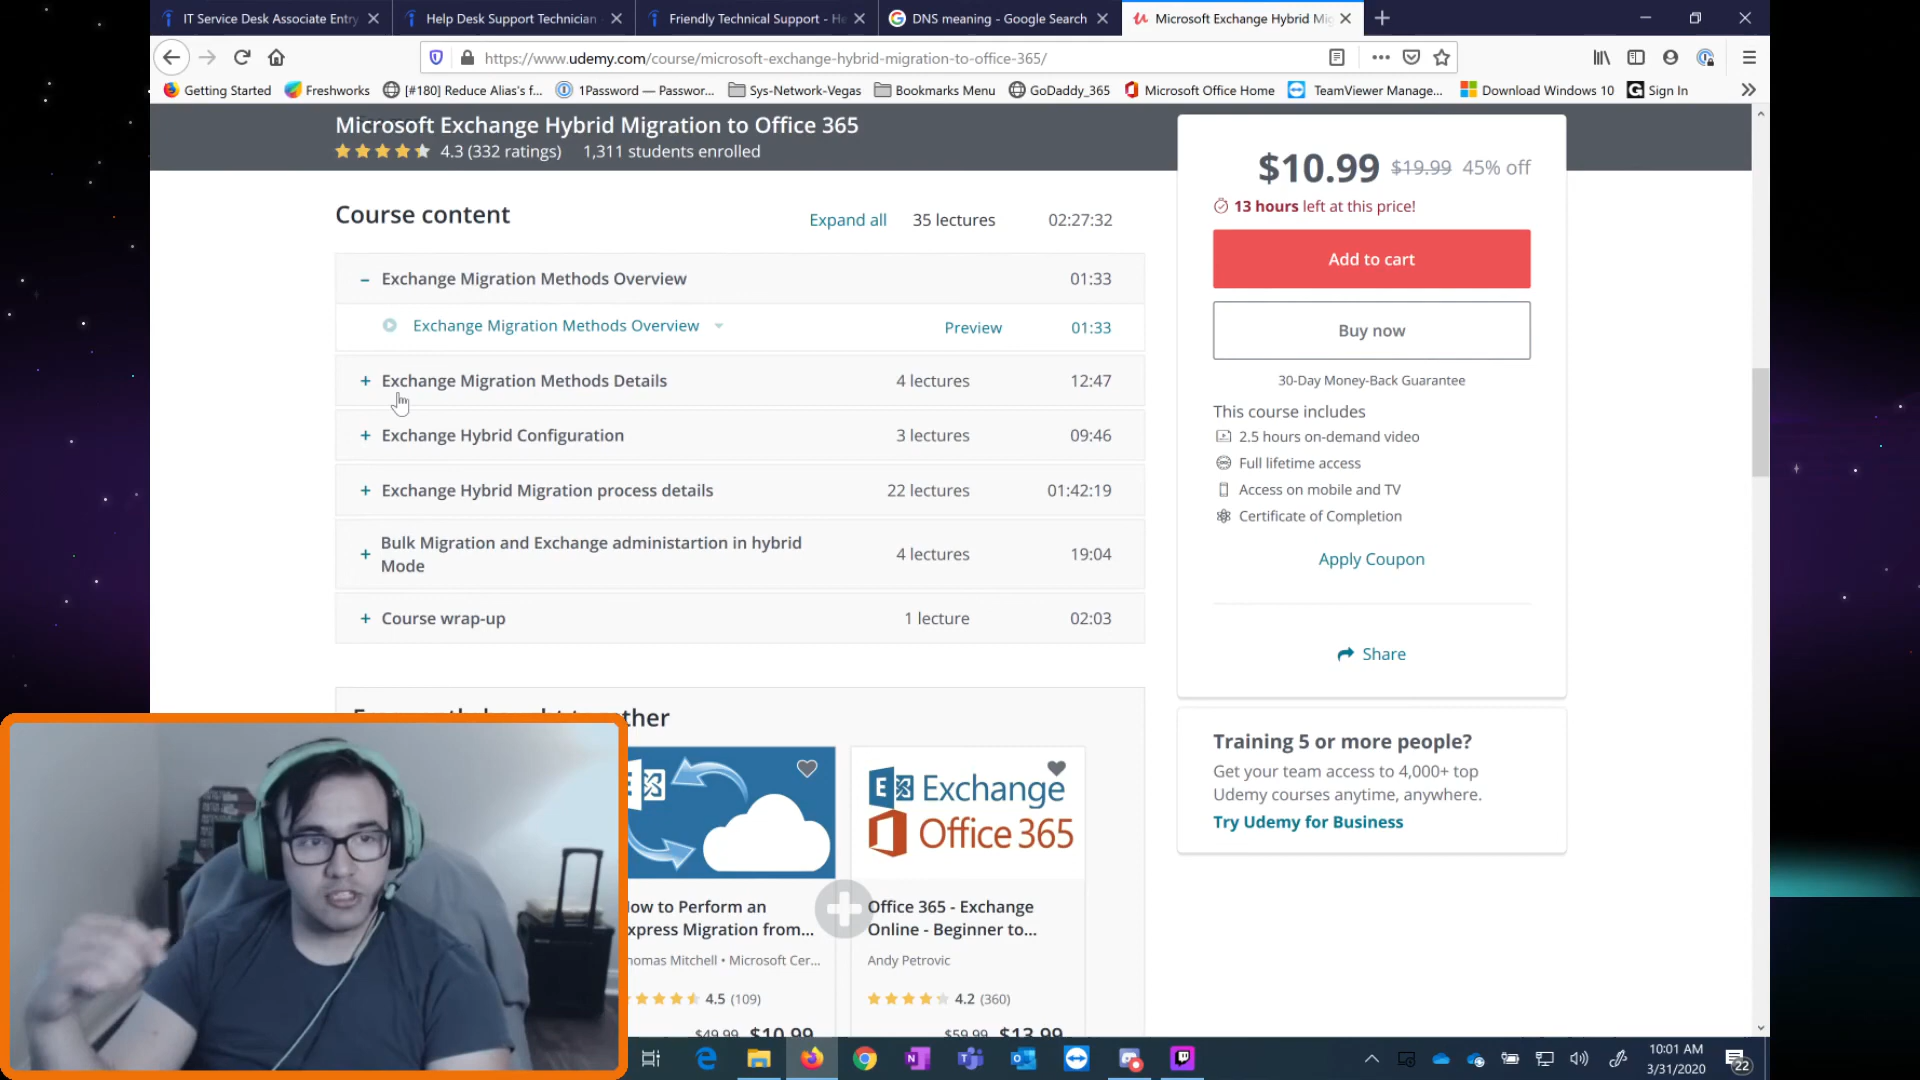 IT Service Desk Associate Entry
Help Desk Support Technician
Friendly Technical Support - He
DNS meaning - Google Search
Microsoft Exchange Hybrid Mig
https://www.udemy.com/course/microsoft-exchange-hybrid-migration-to-office-365/
Getting Started
Freshworks
[#180] Reduce Alias's f...
1Password — Passwor...
Sys-Network-Vegas
Bookmarks Menu
GoDaddy_365
Microsoft Office Home
TeamViewer Manage...
Download Windows 10
Sign In
Microsoft Exchange Hybrid Migration to Office 365
4.3 (332 ratings) 1,311 students enrolled
Course content
Expand all 35 lectures 02:27:32
Exchange Migration Methods Overview 01:33
Exchange Migration Methods Overview Preview 01:33
Exchange Migration Methods Details 4 lectures 12:47
Exchange Hybrid Configuration 3 lectures 09:46
Exchange Hybrid Migration process details 22 lectures 01:42:19
Bulk Migration and Exchange administartion in hybrid
Mode
4 lectures 19:04
Course wrap-up 1 lecture 02:03
$10.99 $19.99 45% off
13 hours left at this price!
Add to cart
Buy now
30-Day Money-Back Guarantee
This course includes
2.5 hours on-demand video
Full lifetime access
Access on mobile and TV
Certificate of Completion
Apply Coupon
Share
Training 5 or more people?
Get your team access to 4,000+ top
Udemy courses anytime, anywhere.
Try Udemy for Business
Exchange
Office 365
to Perform an
Migration from...
Mitchell • Microsoft Cer...
4.5 (109)
$49.99 $10.99
Office 365 - Exchange
Online - Beginner to...
Andy Petrovic
4.2 (360)
$59.99 $13.99
10:01 AM
3/31/2020
22